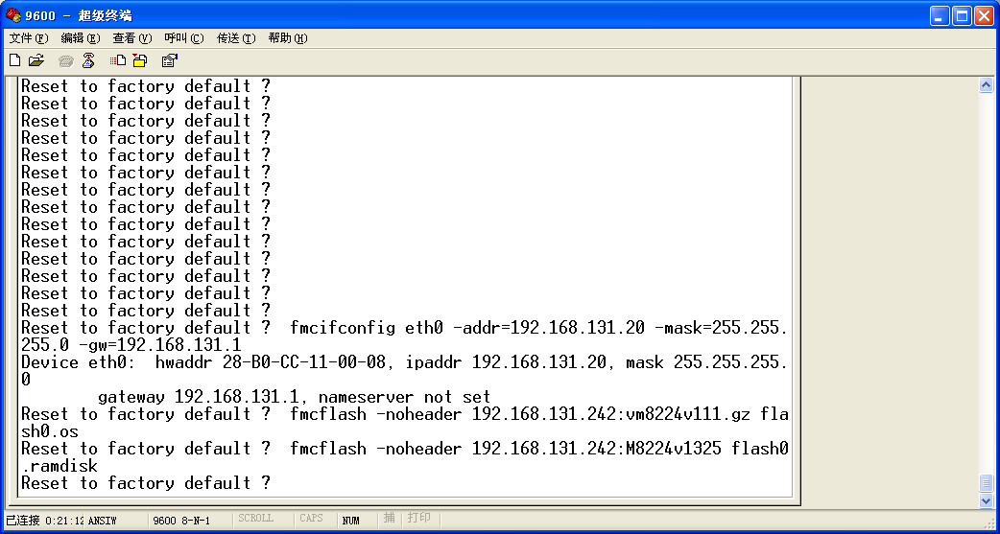 9600 - 超级终端
文件(F) 编辑(E) 查看(V) 呼叫(C) 传送(T) 帮助(H)
Reset to factory default ?
Reset to factory default ?
Reset to factory default ?
Reset to factory default ?
Reset to factory default ?
Reset to factory default ?
Reset to factory default ?
Reset to factory default ?
Reset to factory default ?
Reset to factory default ?
Reset to factory default ?
Reset to factory default ?
Reset to factory default ?
Reset to factory default ?
Reset to factory default ?  fmcifconfig eth0 -addr=192.168.131.20 -mask=255.255.
255.0 -gw=192.168.131.1
Device eth0:  hwaddr 28-B0-CC-11-00-08, ipaddr 192.168.131.20, mask 255.255.255.
0
        gateway 192.168.131.1, nameserver not set
Reset to factory default ?  fmcflash -noheader 192.168.131.242:vm8224v111.gz fla
sh0.os
Reset to factory default ?  fmcflash -noheader 192.168.131.242:M8224v1325 flash0
.ramdisk
Reset to factory default ?
已连接 0:21:12 ANSIW 9600 8-N-1 SCROLL CAPS NUM 捕 打印